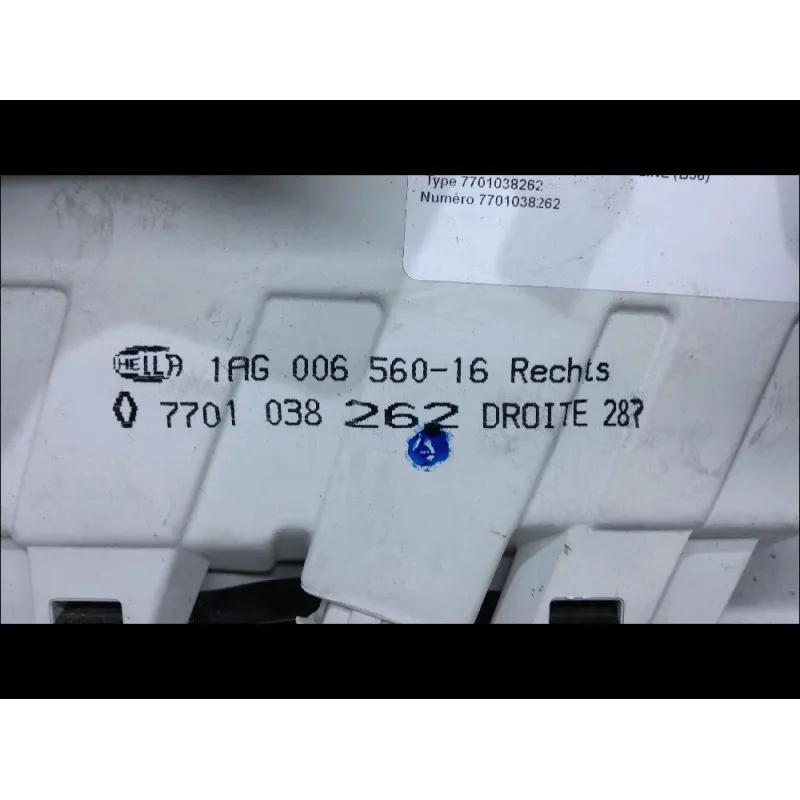 Type 7701038262
Numéro 7701038262
HELLA 1AG 006 560-16 Rechts
7701 038 262 DROITE 287